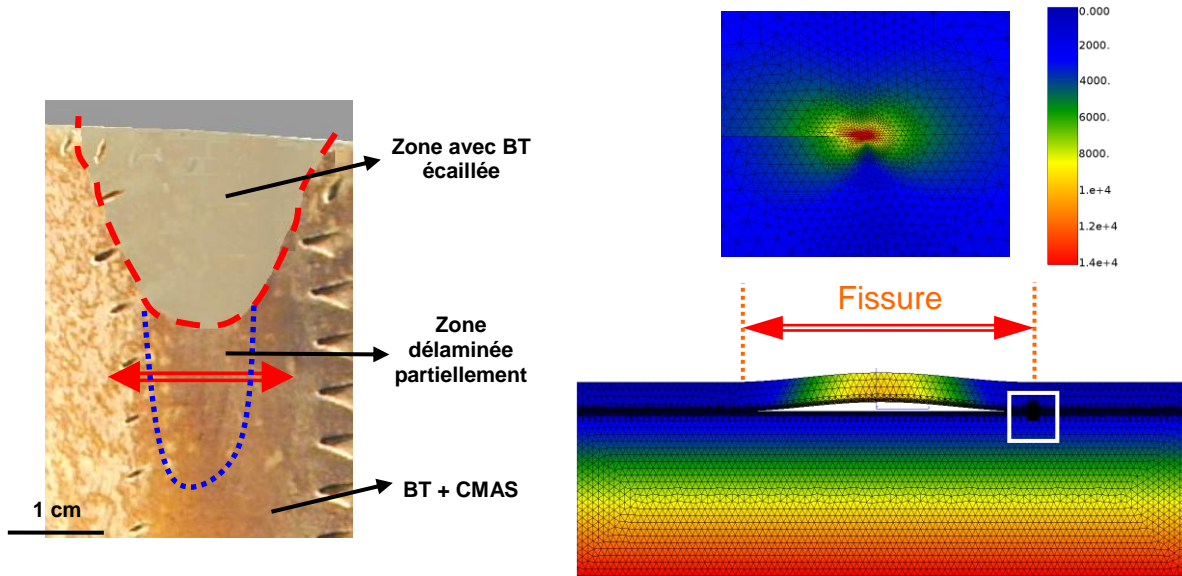 Zone avec BT
écaillée
Zone
délaminée
partiellement
BT + CMAS
1 cm
0.000
2000.
4000.
6000.
8000.
1.e+4
1.2e+4
1.4e+4
Fissure